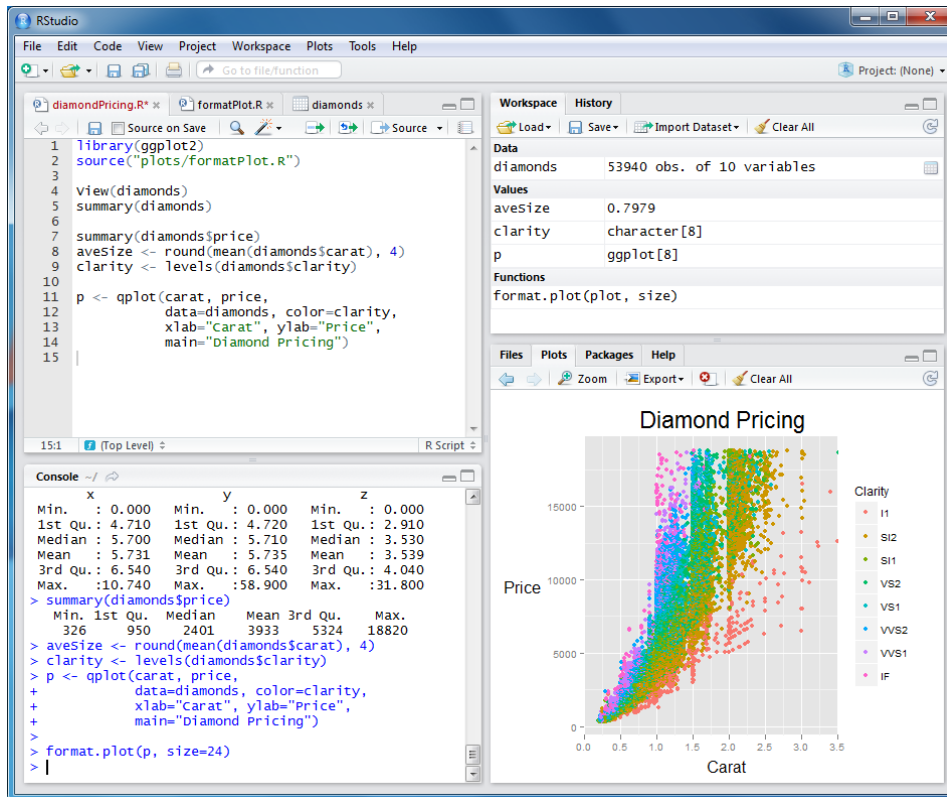 RStudio
File Edit Code View Project Workspace Plots Tools Help
Go to file/function
Project: (None)
diamondPricing.R*
formatPlot.R
diamonds
Source on Save
Source
1 library(ggplot2)
2 source("plots/formatPlot.R")
3
4 View(diamonds)
5 summary(diamonds)
6
7 summary(diamonds$price)
8 aveSize <- round(mean(diamonds$carat), 4)
9 clarity <- levels(diamonds$clarity)
10
11 p <- qplot(carat, price,
12 data=diamonds, color=clarity,
13 xlab="Carat", ylab="Price",
14 main="Diamond Pricing")
15
15:1 (Top Level) R Script
Console ~/
x y z
Min. : 0.000 Min. : 0.000 Min. : 0.000
1st Qu.: 4.710 1st Qu.: 4.720 1st Qu.: 2.910
Median : 5.700 Median : 5.710 Median : 3.530
Mean : 5.731 Mean : 5.735 Mean : 3.539
3rd Qu.: 6.540 3rd Qu.: 6.540 3rd Qu.: 4.040
Max. :10.740 Max. :58.900 Max. :31.800
> summary(diamonds$price)
Min. 1st Qu. Median Mean 3rd Qu. Max.
326 950 2401 3933 5324 18820
> aveSize <- round(mean(diamonds$carat), 4)
> clarity <- levels(diamonds$clarity)
> p <- qplot(carat, price,
+ data=diamonds, color=clarity,
+ xlab="Carat", ylab="Price",
+ main="Diamond Pricing")
>
> format.plot(p, size=24)
>
Workspace History
Load Save Import Dataset Clear All
Data
diamonds 53940 obs. of 10 variables
Values
aveSize 0.7979
clarity character[8]
p ggplot[8]
Functions
format.plot(plot, size)
Files Plots Packages Help
Zoom Export Clear All
Diamond Pricing
Price
15000
10000
5000
0
0.0 0.5 1.0 1.5 2.0 2.5 3.0 3.5
Carat
Clarity
I1
SI2
SI1
VS2
VS1
VVS2
VVS1
IF